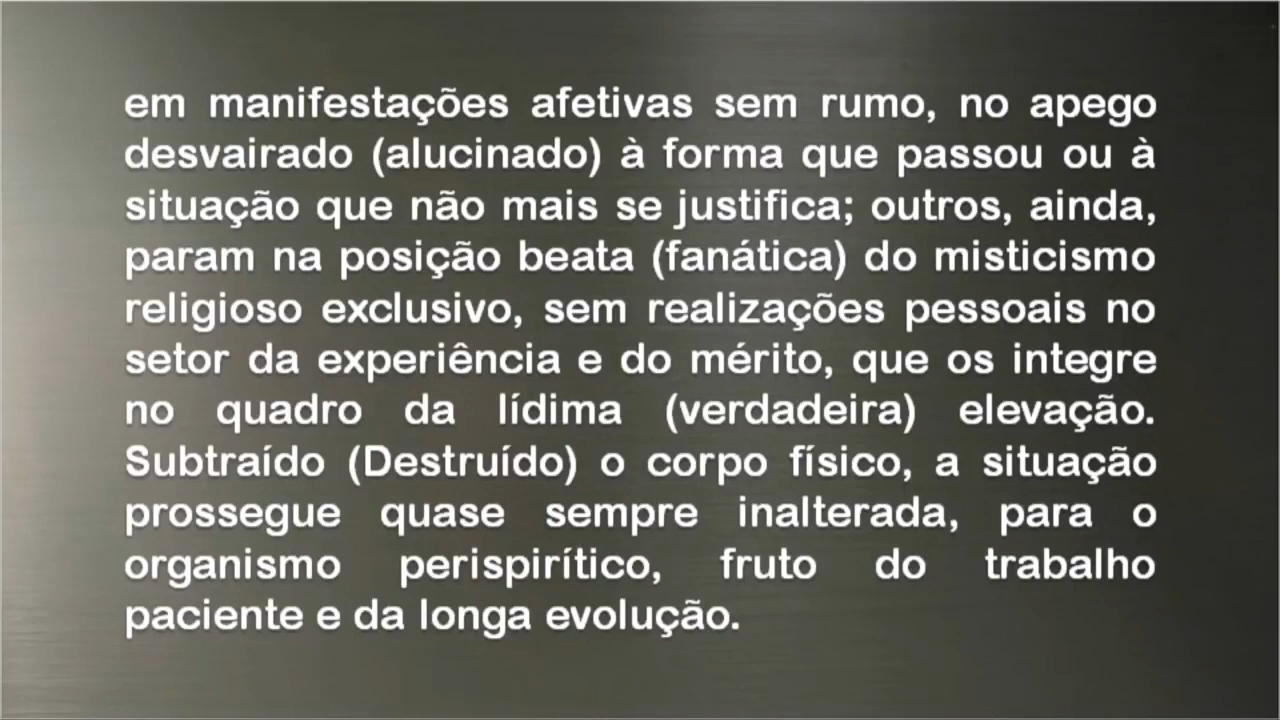 em manifestações afetivas sem rumo, no apego
desvairado (alucinado) à forma que passou ou à
situação que não mais se justifica; outros, ainda,
param na posição beata (fanática) do misticismo
religioso exclusivo, sem realizações pessoais no
setor da experiência e do mérito, que os integre
no quadro da lídima (verdadeira) elevação.
Subtraído (Destruído) o corpo físico, a situação
prossegue quase sempre inalterada, para o
organismo perispirítico, fruto do trabalho
paciente e da longa evolução.